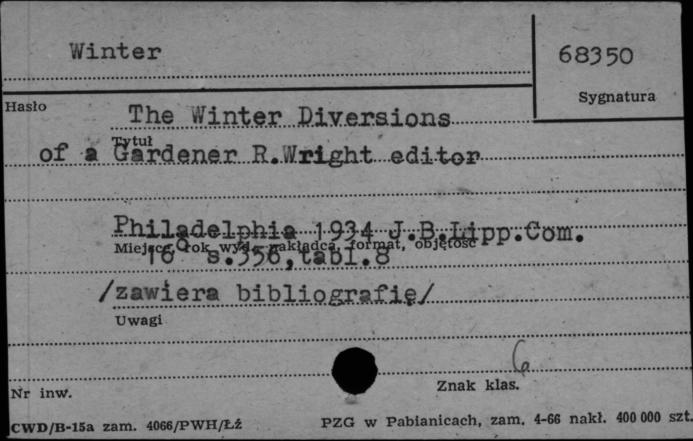 Winter
68350
Hasło
Sygnatura
The Winter Diversions
Tytuł
of a Gardener R.Wright editor
Philadelphia 1934 J.B.Lipp.Com.
Miejsce, rok wyd., nakładca, format, objętość
16° s.356,tabl.8
/zawiera bibliografię/
Uwagi
6
Nr inw.
Znak klas.
CWD/B-15a zam. 4066/PWH/Łź
PZG w Pabianicach, zam. 4-66 nakł. 400 000 szt.